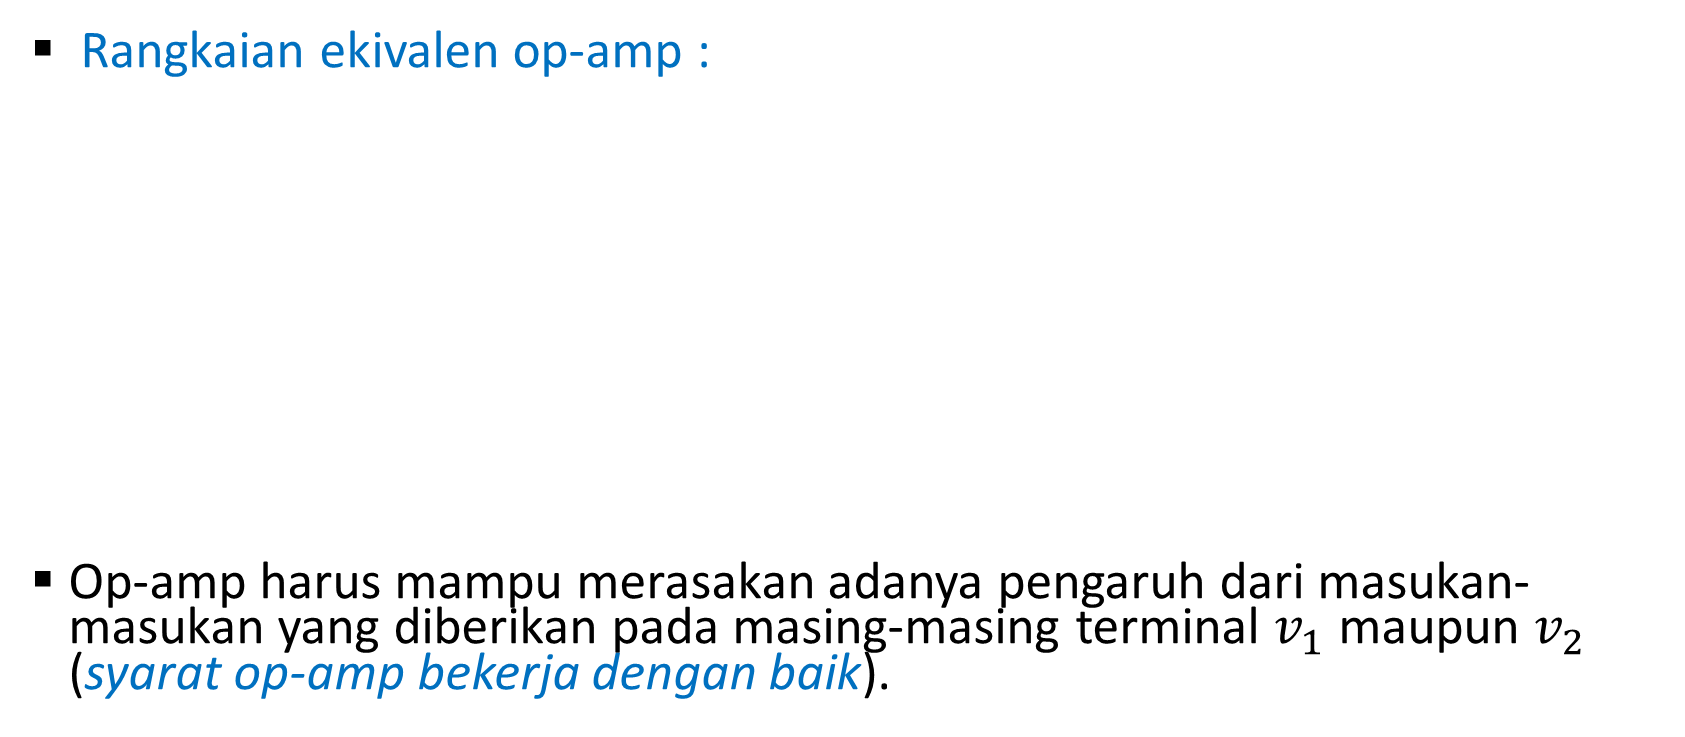 ▪ Rangkaian ekivalen op-amp :
▪ Op-amp harus mampu merasakan adanya pengaruh dari masukan-
masukan yang diberikan pada masing-masing terminal 𝑣₁ maupun 𝑣₂
(syarat op-amp bekerja dengan baik).